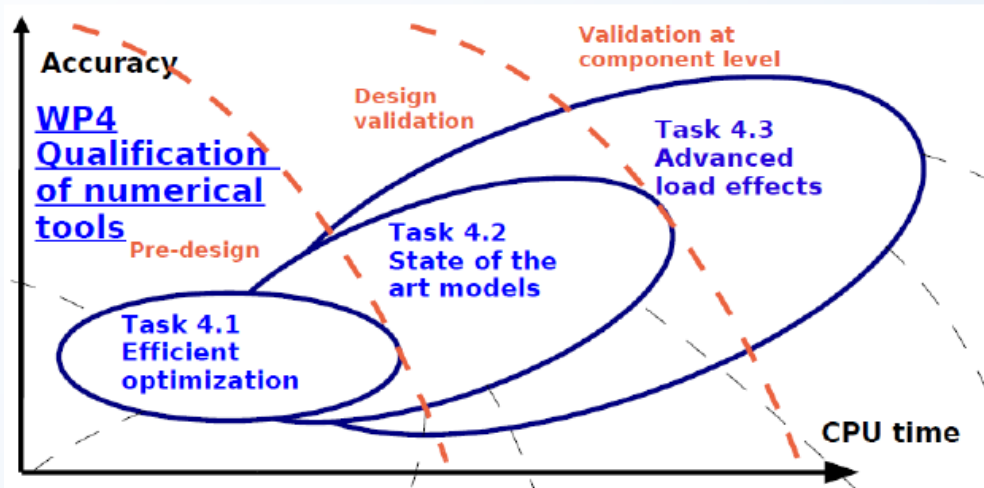 Accuracy
WP4
Qualification
of numerical
tools
Pre-design
Design
validation
Validation at
component level
Task 4.1
Efficient
optimization
Task 4.2
State of the
art models
Task 4.3
Advanced
load effects
CPU time